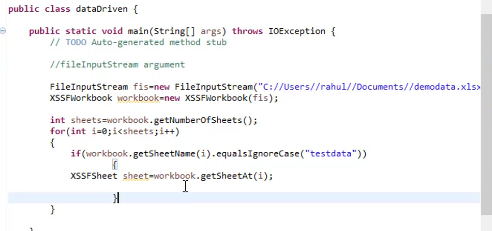 public class dataDriven {
public static void main(String[] args) throws IOException {
// TODO Auto-generated method stub
//fileInputStream argument
FileInputStream fis=new FileInputStream("C://Users//rahul//Documents//demodata.xlsx
XSSFWorkbook workbook=new XSSFWorkbook(fis);
int sheets=workbook.getNumberOfSheets();
for(int i=0;i<sheets;i++)
{
if(workbook.getSheetName(i).equalsIgnoreCase("testdata"))
{
XSSFSheet sheet=workbook.getSheetAt(i);
}
}
}